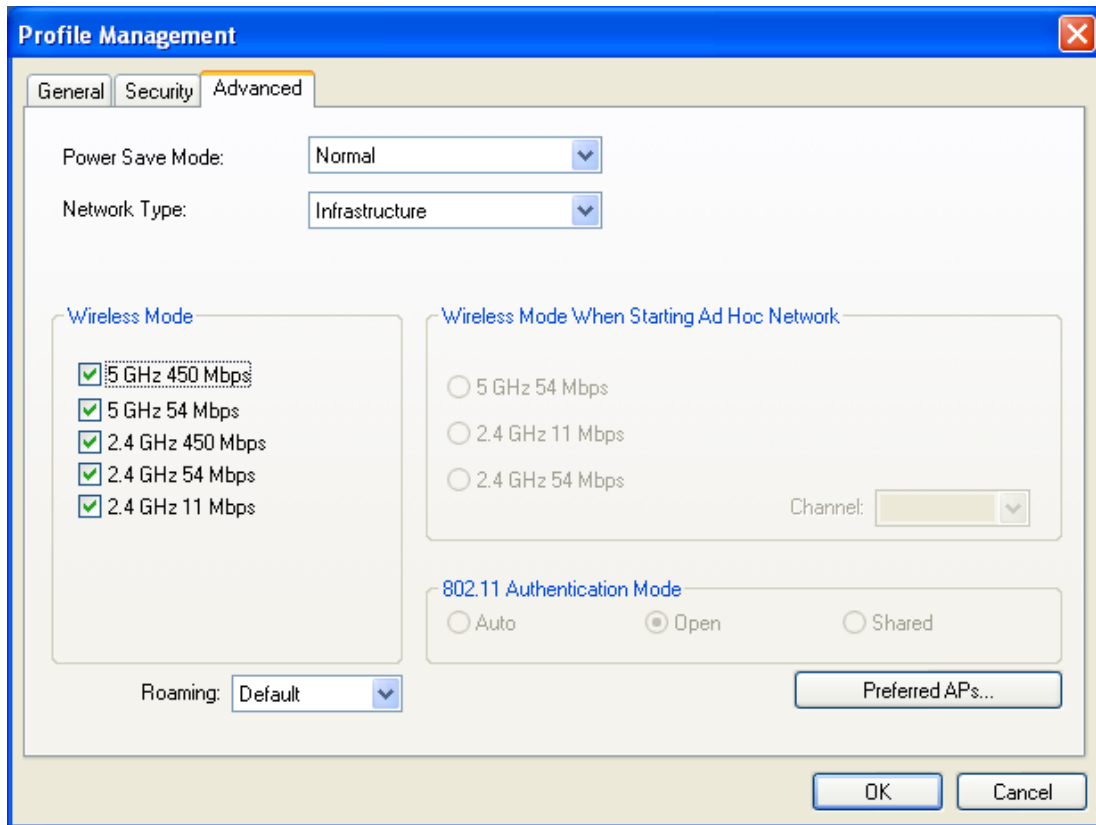 Profile Management
General Security Advanced
Power Save Mode: Normal
Network Type: Infrastructure
Wireless Mode
5 GHz 450 Mbps
5 GHz 54 Mbps
2.4 GHz 450 Mbps
2.4 GHz 54 Mbps
2.4 GHz 11 Mbps
Wireless Mode When Starting Ad Hoc Network
5 GHz 54 Mbps
2.4 GHz 11 Mbps
2.4 GHz 54 Mbps
Channel:
802.11 Authentication Mode
Auto Open Shared
Roaming: Default
Preferred APs...
OK Cancel